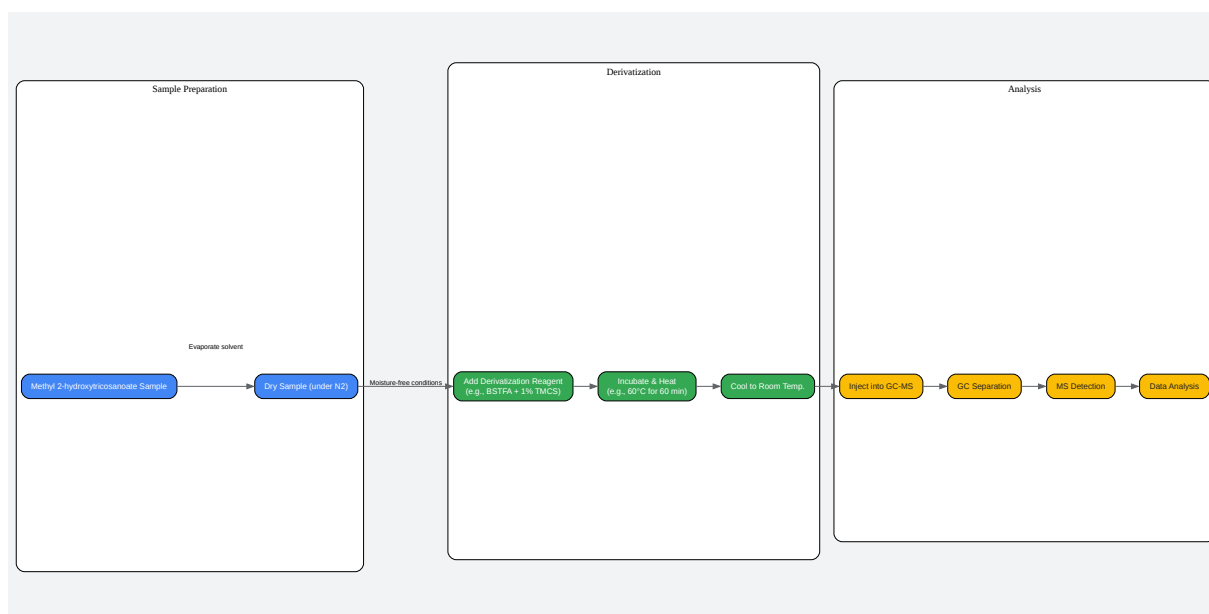 Sample Preparation
Evaporate solvent
Methyl 2-hydroxytricosanoate Sample
Dry Sample (under N2)
Moisture-free conditions
Derivatization
Add Derivatization Reagent
(e.g., BSTFA + 1% TMCS)
Incubate & Heat
(e.g., 60°C for 60 min)
Cool to Room Temp.
Analysis
Inject into GC-MS
GC Separation
MS Detection
Data Analysis